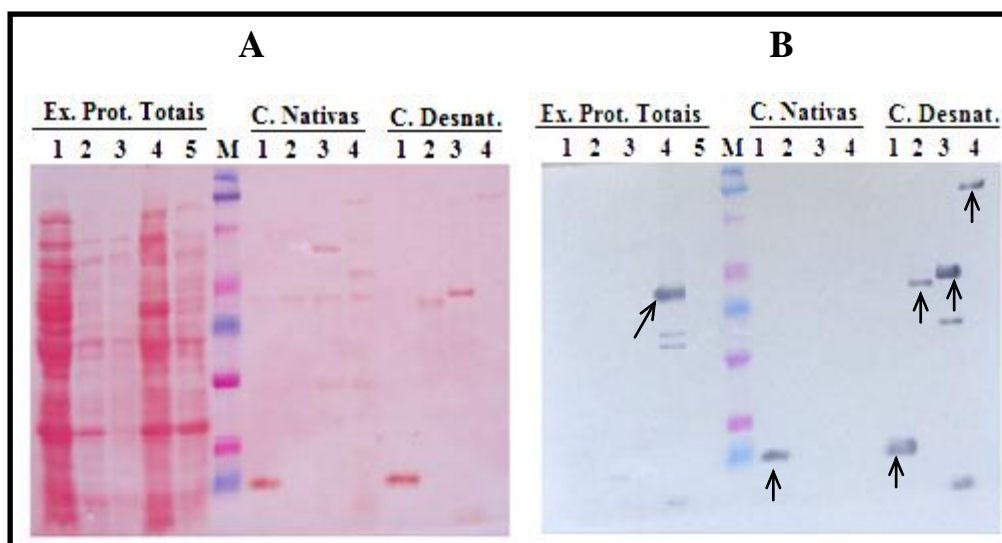 A B
Ex. Prot. Totais C. Nativas C. Desnat.
1 2 3 4 5 M 1 2 3 4 1 2 3 4
Ex. Prot. Totais C. Nativas C. Desnat.
1 2 3 4 5 M 1 2 3 4 1 2 3 4